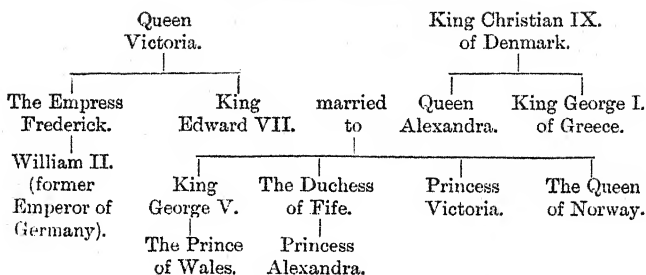 Queen
Victoria.
King Christian IX.
of Denmark.
The Empress
Frederick.
King
Edward VII.
married
to
Queen
Alexandra.
King George I.
of Greece.
William II.
(former
Emperor of
Germany).
King
George V.
The Duchess
of Fife.
Princess
Victoria.
The Queen
of Norway.
The Prince
of Wales.
Princess
Alexandra.